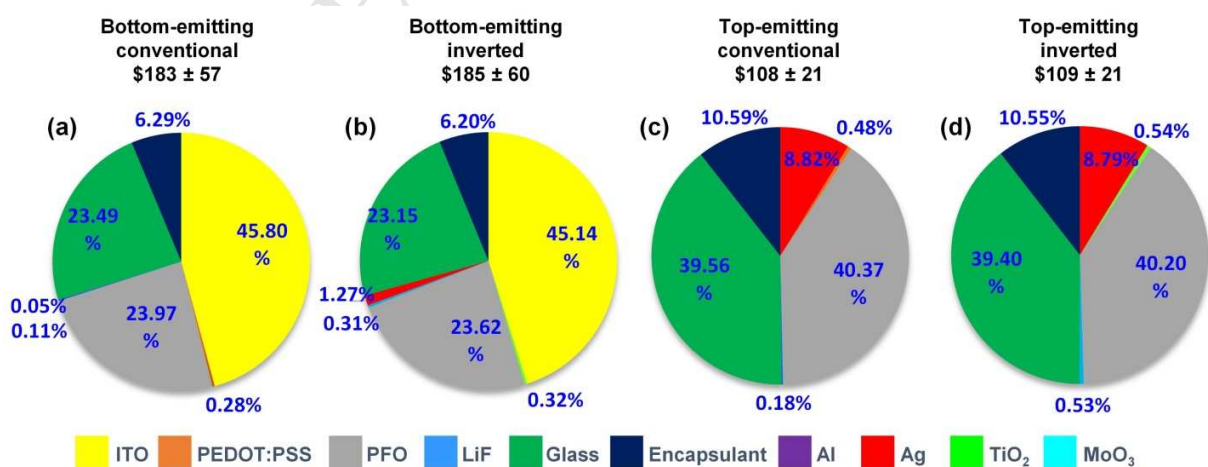 Bottom-emitting
conventional
$183 ± 57
Bottom-emitting
inverted
$185 ± 60
Top-emitting
conventional
$108 ± 21
Top-emitting
inverted
$109 ± 21
(a)
6.29%
45.80
%
23.49
%
0.05%
0.11%
23.97
%
0.28%
(b)
6.20%
45.14
%
23.15
%
1.27%
0.31%
23.62
%
0.32%
(c)
10.59%
0.48%
8.82%
39.56
%
40.37
%
0.18%
(d)
10.55%
0.54%
8.79%
39.40
%
40.20
%
0.53%
ITO PEDOT:PSS PFO LiF Glass Encapsulant Al Ag TiO₂ MoO₃